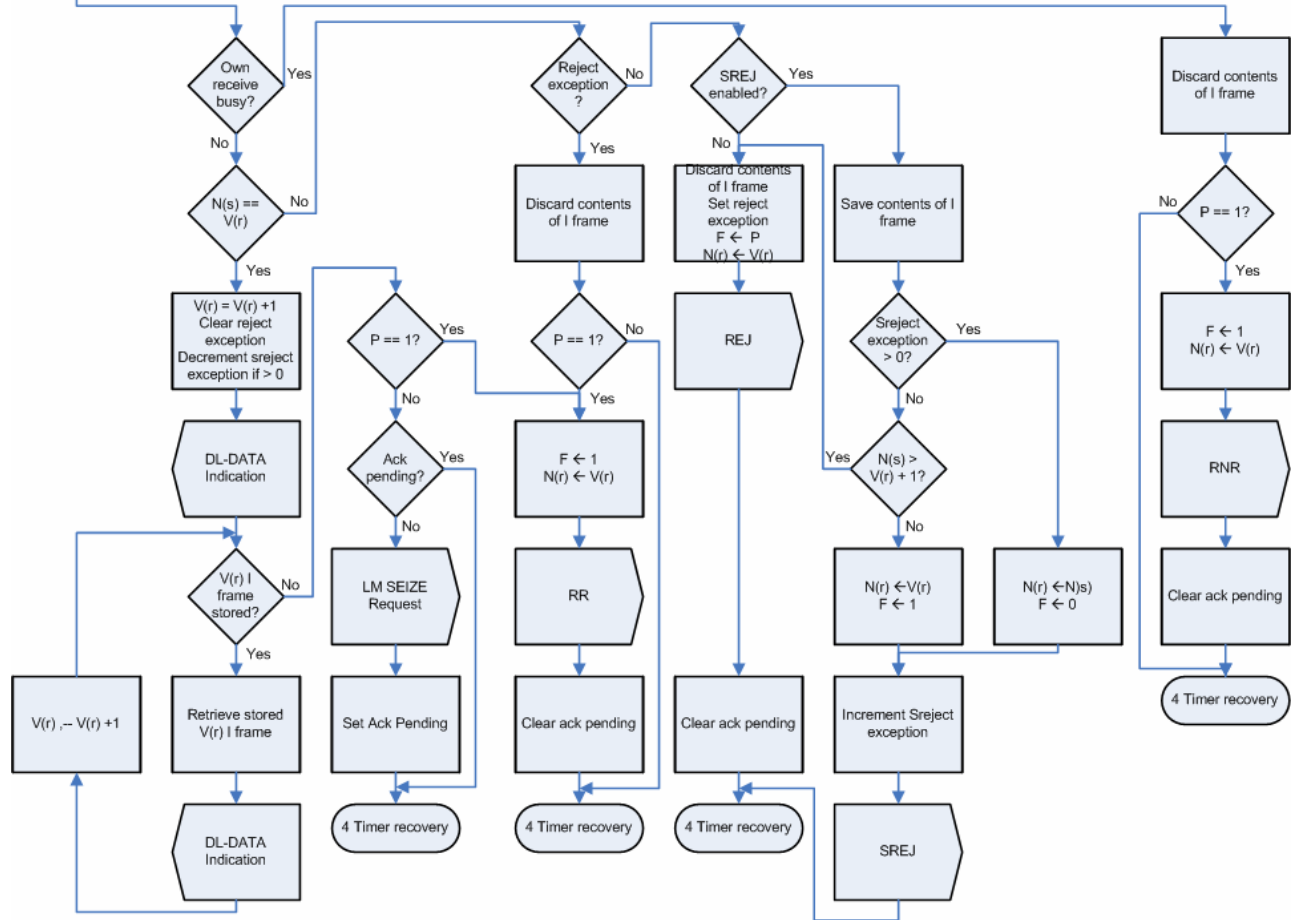 Own
receive
busy?
Yes
No
N(s) ==
V(r)
No
Yes
V(r) = V(r) +1
Clear reject
exception
Decrement sreject
exception if > 0
DL-DATA
Indication
V(r) I
frame
stored?
No
Yes
V(r) ,-- V(r) +1
Retrieve stored
V(r) I frame
DL-DATA
Indication
P == 1?
Yes
No
Ack
pending?
Yes
No
LM SEIZE
Request
Set Ack Pending
4 Timer recovery
Reject
exception
?
No
Yes
Discard contents
of I frame
P == 1?
No
Yes
F ← 1
N(r) ← V(r)
RR
Clear ack pending
4 Timer recovery
SREJ
enabled?
Yes
No
Discard contents
of I frame
Set reject
exception
F ← P
N(r) ← V(r)
REJ
Clear ack pending
4 Timer recovery
Save contents of I
frame
Sreject
exception
> 0?
Yes
No
N(s) >
V(r) + 1?
Yes
No
N(r) ←V(r)
F ← 1
N(r) ←N)s)
F ← 0
Increment Sreject
exception
SREJ
Discard contents
of I frame
P == 1?
No
Yes
F ← 1
N(r) ← V(r)
RNR
Clear ack pending
4 Timer recovery